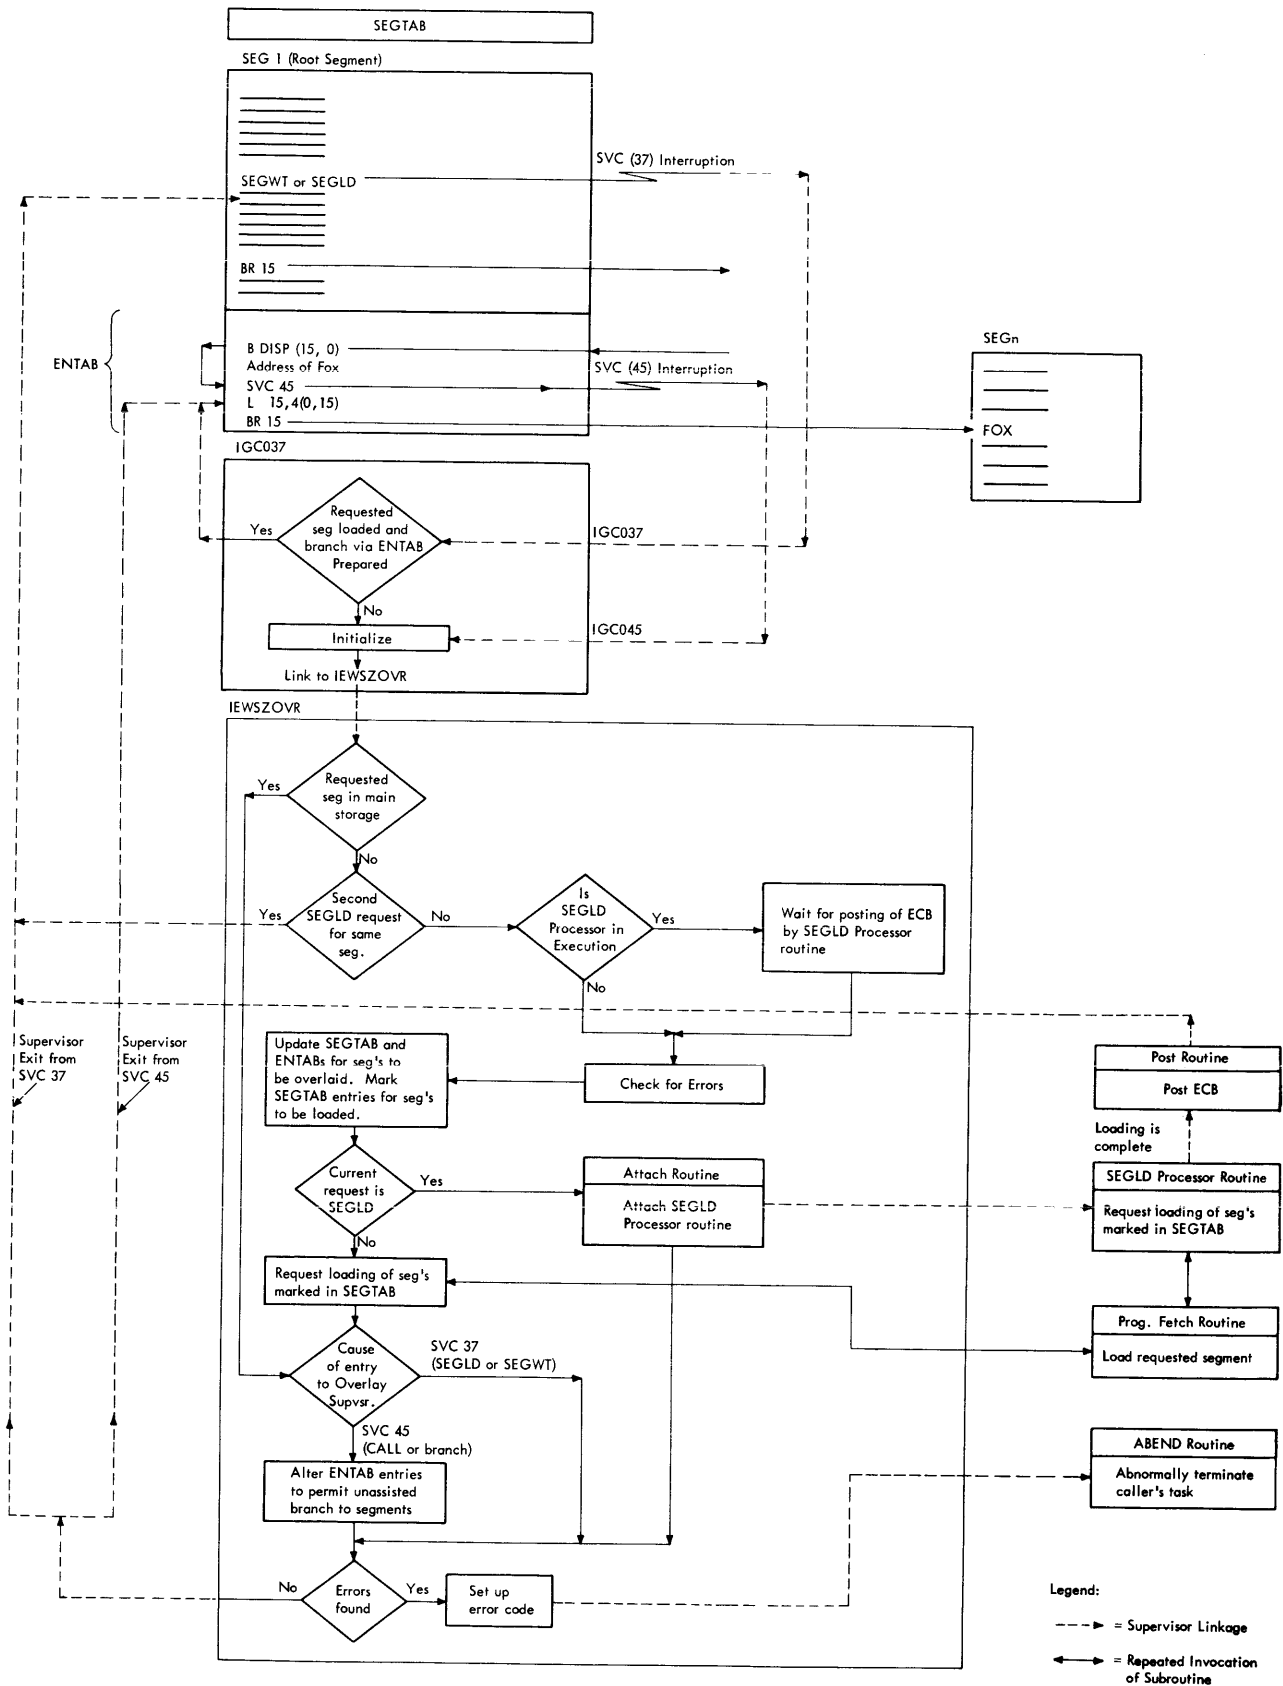 SEGTAB
SEG 1 (Root Segment)
SVC (37) Interruption
SEGWT or SEGLD
BR 15
ENTAB
B DISP (15, 0)
Address of Fox
SVC 45
L 15,4(0,15)
BR 15
SVC (45) Interruption
SEGn
FOX
IGC037
Requested
seg loaded and
branch via ENTAB
Prepared
Yes
No
IGC037
Initialize
IGC045
Link to IEWSZOVR
IEWSZOVR
Requested
seg in main
storage
Yes
No
Second
SEGLD request
for same
seg.
Yes
No
Is
SEGLD
Processor in
Execution
Yes
No
Wait for posting of ECB
by SEGLD Processor
routine
Supervisor
Exit from
SVC 37
Supervisor
Exit from
SVC 45
Update SEGTAB and
ENTABs for seg's to
be overlaid. Mark
SEGTAB entries for seg's
to be loaded.
Check for Errors
Post Routine
Post ECB
Loading is
complete
Current
request is
SEGLD
Yes
No
Attach Routine
Attach SEGLD
Processor routine
SEGLD Processor Routine
Request loading of seg's
marked in SEGTAB
Request loading of seg's
marked in SEGTAB
Prog. Fetch Routine
Load requested segment
Cause
of entry
to Overlay
Supvsr.
SVC 37
(SEGLD or SEGWT)
SVC 45
(CALL or branch)
Alter ENTAB entries
to permit unassisted
branch to segments
ABEND Routine
Abnormally terminate
caller's task
Errors
found
No
Yes
Set up
error code
Legend:
= Supervisor Linkage
= Repeated Invocation
of Subroutine